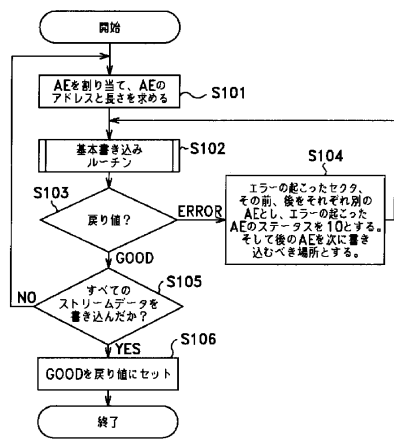 開始
AEを割り当て、AEの
アドレスと長さを求める
S101
基本書き込み
ルーチン
S102
S103
戻り値?
ERROR
GOOD
S104
エラーの起こったセクタ、
その前、後をそれぞれ別の
AEとし、エラーの起こった
AEのステータスを10とする。
そして後のAEを次に書き
込むべき場所とする。
S105
すべての
ストリームデータを
書き込んだか?
NO
YES
S106
GOODを戻り値にセット
終了